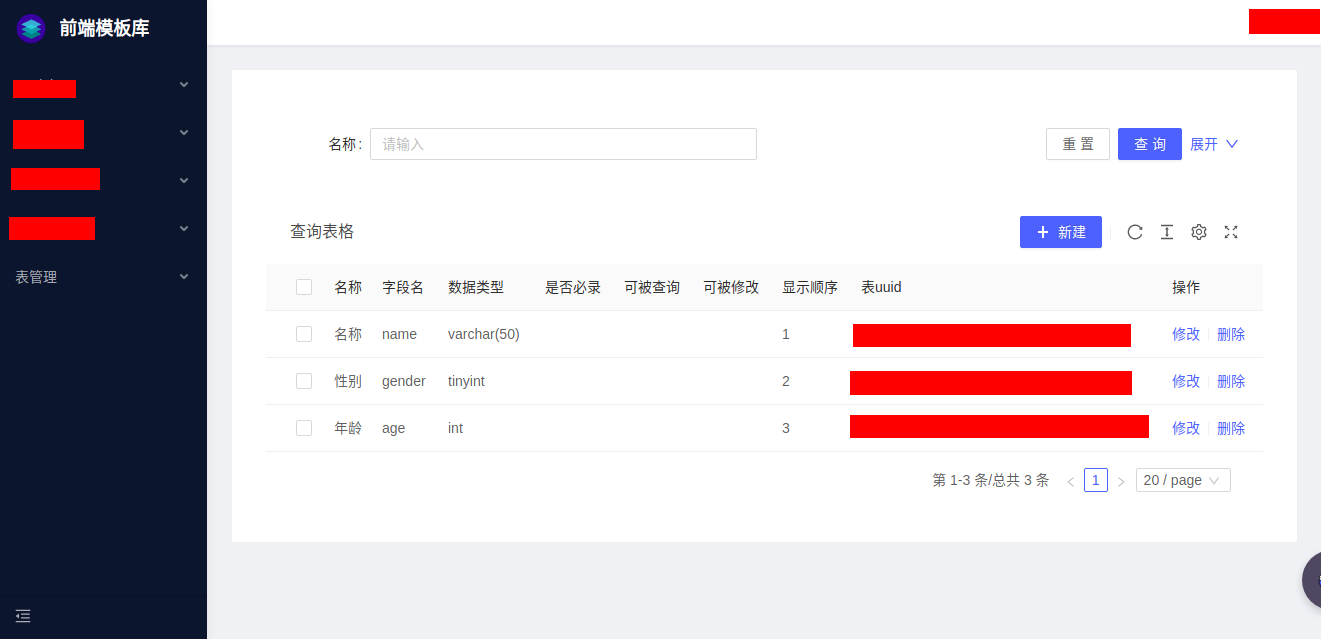 前端模板库
表管理
名称: 请输入 重 置 查 询 展开
查询表格 + 新建
名称 字段名 数据类型 是否必录 可被查询 可被修改 显示顺序 表uuid 操作
名称 name varchar(50) 1 修改 删除
性别 gender tinyint 2 修改 删除
年龄 age int 3 修改 删除
第 1-3 条/总共 3 条 < 1 > 20 / page